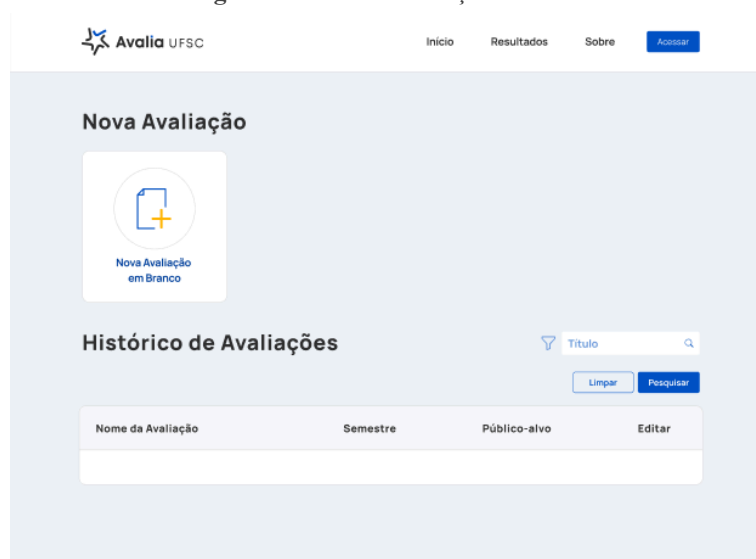 Avalia UFSC
Início Resultados Sobre Acessar
Nova Avaliação
Nova Avaliação
em Branco
Histórico de Avaliações
Título
Limpar Pesquisar
Nome da Avaliação Semestre Público-alvo Editar